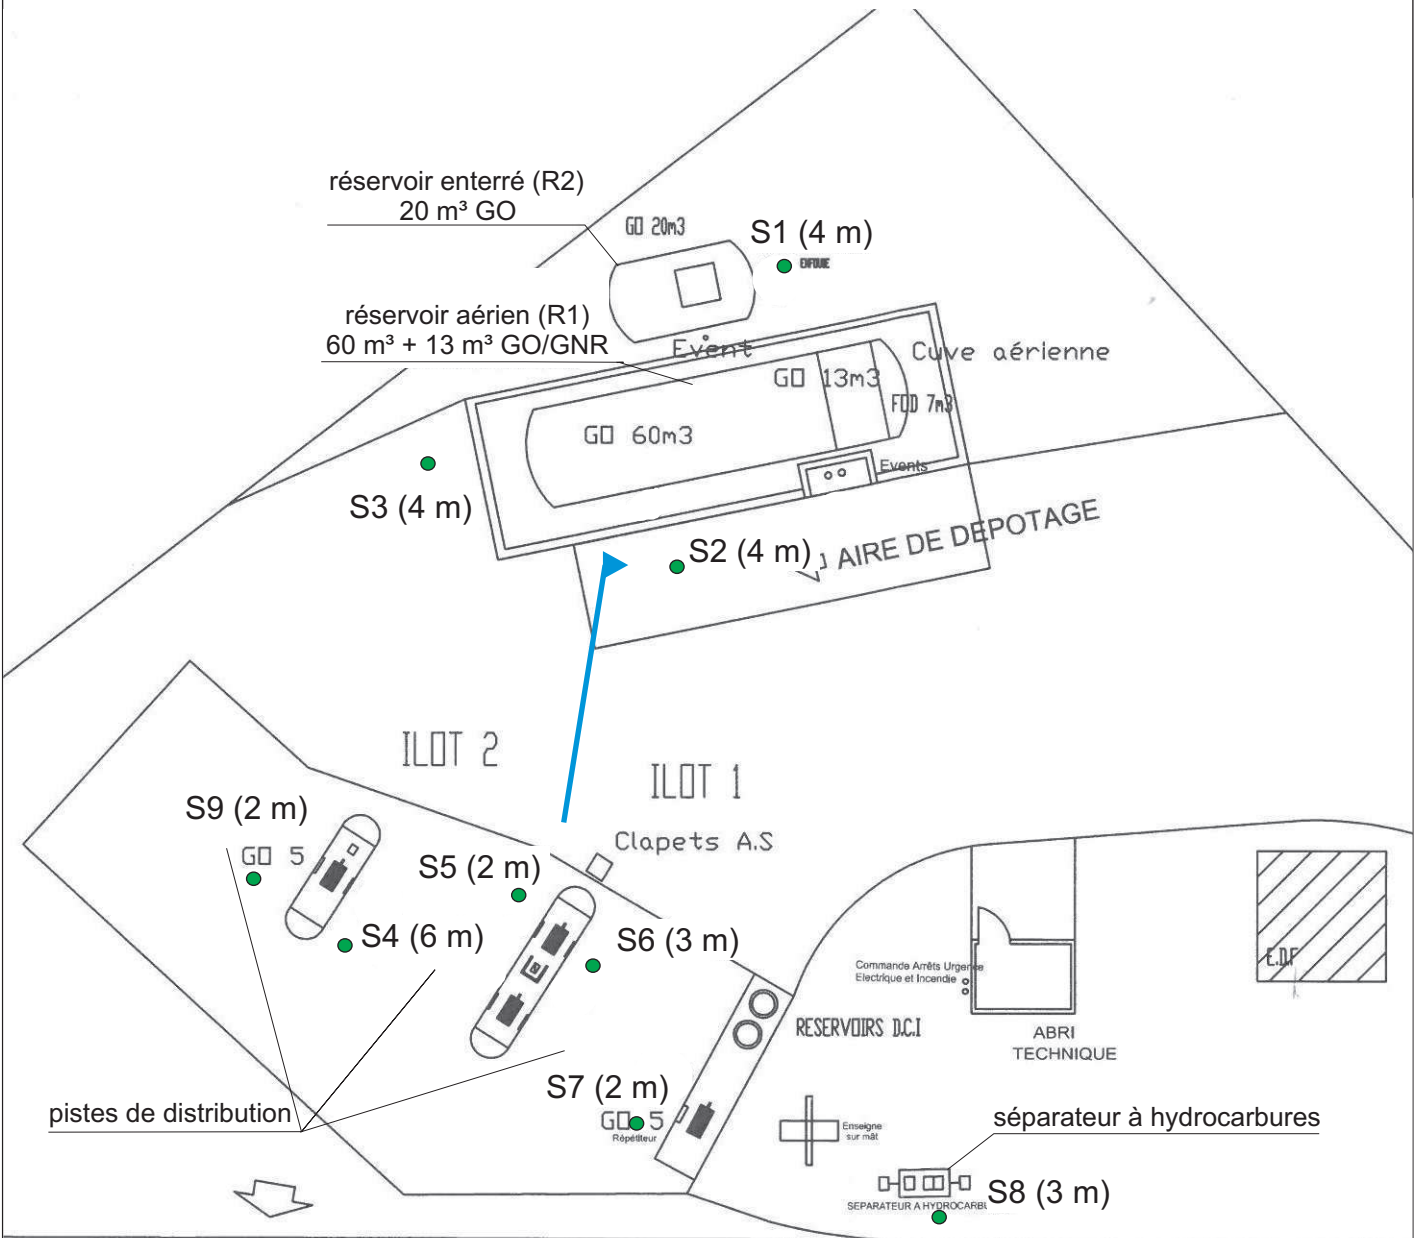 réservoir enterré (R2)
20 m³ GO
GO 20m3
S1 (4 m)
ENFOUIE
réservoir aérien (R1)
60 m³ + 13 m³ GO/GNR
Event
Cuve aérienne
GO 13m3
FOD 7m3
GO 60m3
Events
S3 (4 m)
S2 (4 m)
AIRE DE DEPOTAGE
ILOT 2
ILOT 1
Clapets A.S
S9 (2 m)
GO 5
S5 (2 m)
S4 (6 m)
S6 (3 m)
Commande Arrêts Urgence
Electrique et Incendie
E.D.F
RESERVOIRS D.C.I
ABRI
TECHNIQUE
S7 (2 m)
GO 5
Répétiteur
pistes de distribution
Enseigne
sur mât
séparateur à hydrocarbures
S8 (3 m)
SEPARATEUR A HYDROCARBU